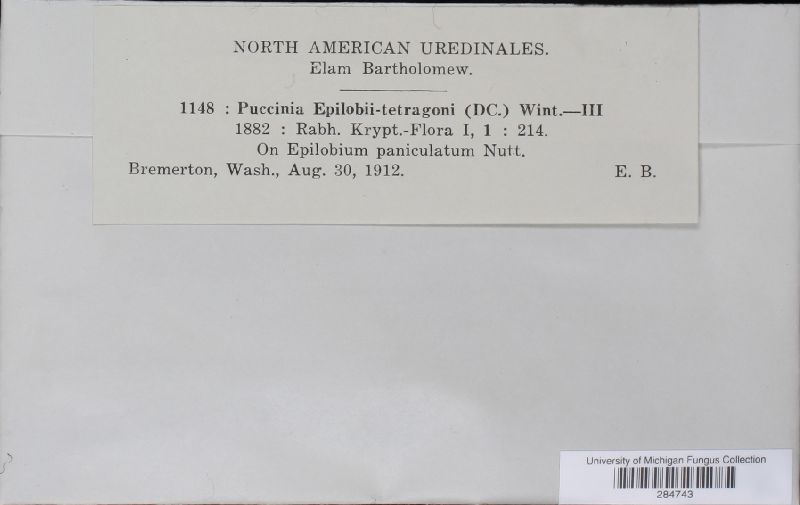 NORTH AMERICAN UREDINALES.
Elam Bartholomew.
1148 : Puccinia Epilobii-tetragoni (DC.) Wint.—III
1882 : Rabh. Krypt.-Flora I, 1 : 214.
On Epilobium paniculatum Nutt.
Bremerton, Wash., Aug. 30, 1912. E. B.
University of Michigan Fungus Collection
284743